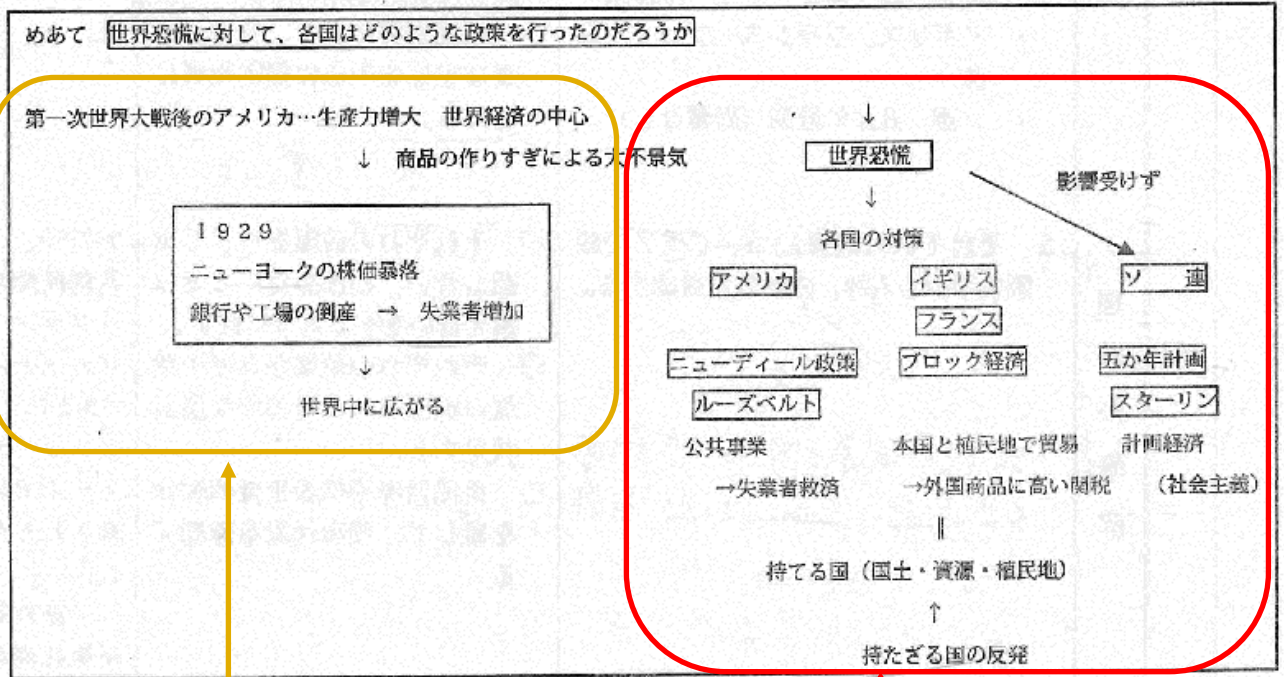 めあて 世界恐慌に対して、各国はどのような政策を行ったのだろうか
第一次世界大戦後のアメリカ…生産力増大 世界経済の中心
↓ 商品の作りすぎによる大不景気
1929
ニューヨークの株価暴落
銀行や工場の倒産 → 失業者増加
↓
世界中に広がる
↓
世界恐慌
影響受けず
↓
各国の対策
アメリカ イギリス ソ 連
フランス
ニューディール政策 ブロック経済 五か年計画
ルーズベルト スターリン
公共事業 本国と植民地で貿易 計画経済
→失業者救済 →外国商品に高い関税 (社会主義)
‖
持てる国(国土・資源・植民地)
↑
持たざる国の反発